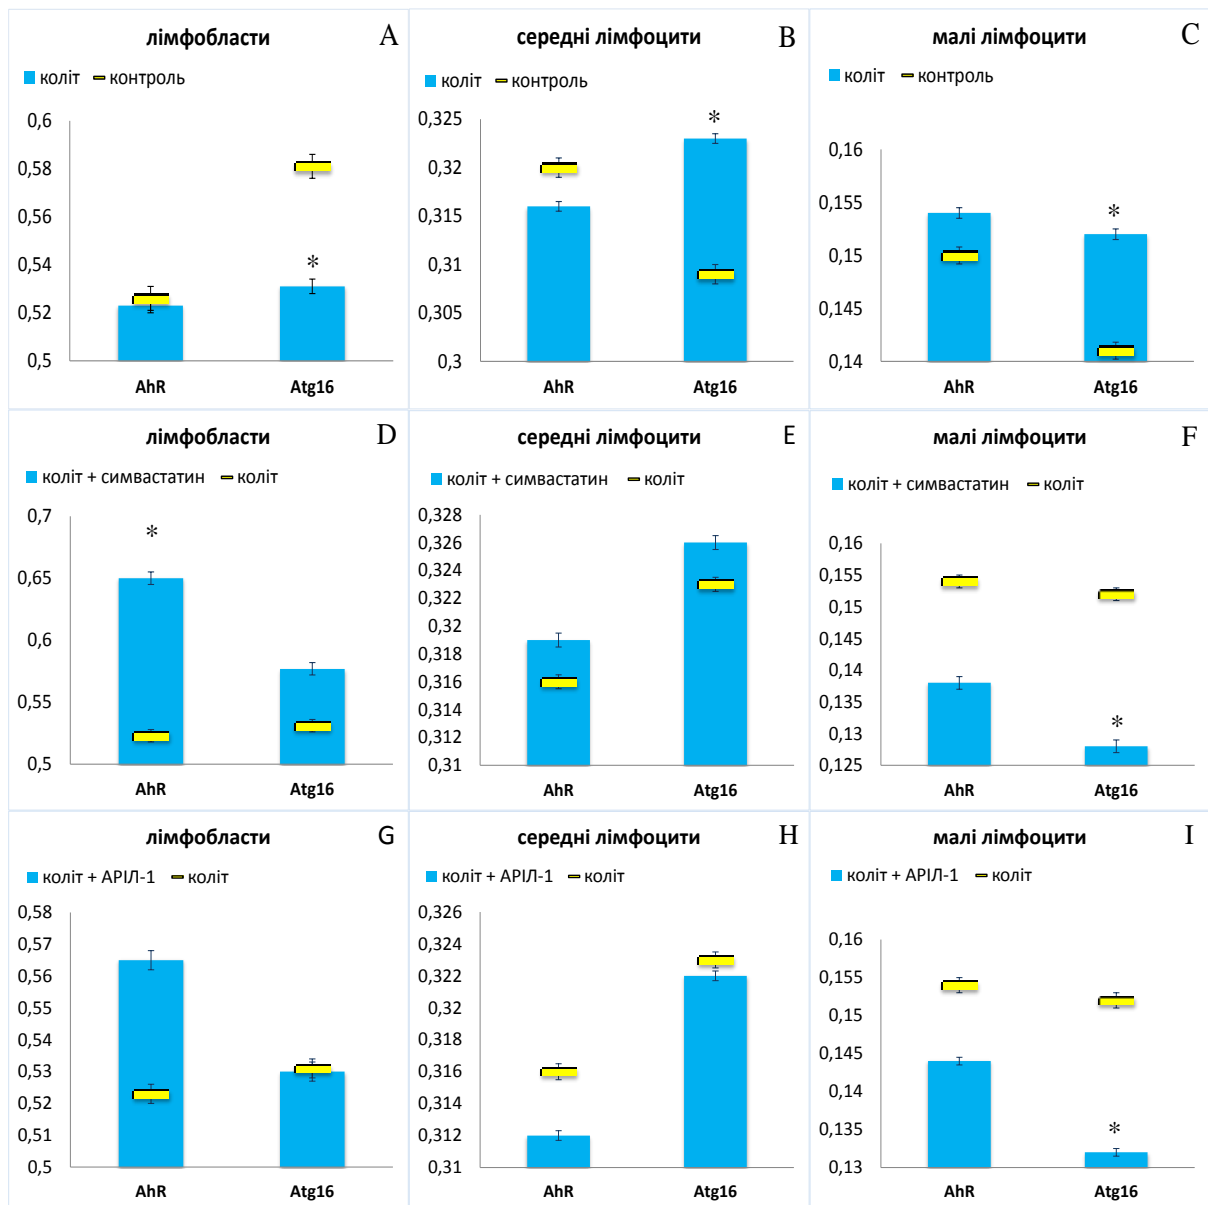 лімфобласти A
коліт контроль
0,6
0,58
0,56
0,54
0,52
0,5
*
AhR Atg16
середні лімфоцити B
коліт контроль
0,325
0,32
0,315
0,31
0,305
0,3
*
AhR Atg16
малі лімфоцити C
коліт контроль
0,16
0,155
0,15
0,145
0,14
*
AhR Atg16
лімфобласти D
коліт + симвастатин коліт
0,7
0,65
0,6
0,55
0,5
*
AhR Atg16
середні лімфоцити E
коліт + симвастатин коліт
0,328
0,326
0,324
0,322
0,32
0,318
0,316
0,314
0,312
0,31
AhR Atg16
малі лімфоцити F
коліт + симвастатин коліт
0,16
0,155
0,15
0,145
0,14
0,135
0,13
0,125
*
AhR Atg16
лімфобласти G
коліт + АРІЛ-1 коліт
0,58
0,57
0,56
0,55
0,54
0,53
0,52
0,51
0,5
AhR Atg16
середні лімфоцити H
коліт + АРІЛ-1 коліт
0,326
0,324
0,322
0,32
0,318
0,316
0,314
0,312
0,31
AhR Atg16
малі лімфоцити I
коліт + АРІЛ-1 коліт
0,16
0,155
0,15
0,145
0,14
0,135
0,13
*
AhR Atg16